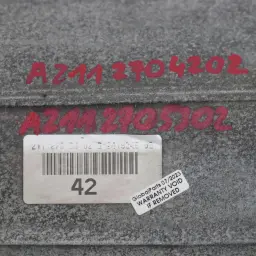 A2112704202
A2112705302
42
GlobalParts 07/2023
WARRANTY VOID
IF REMOVED